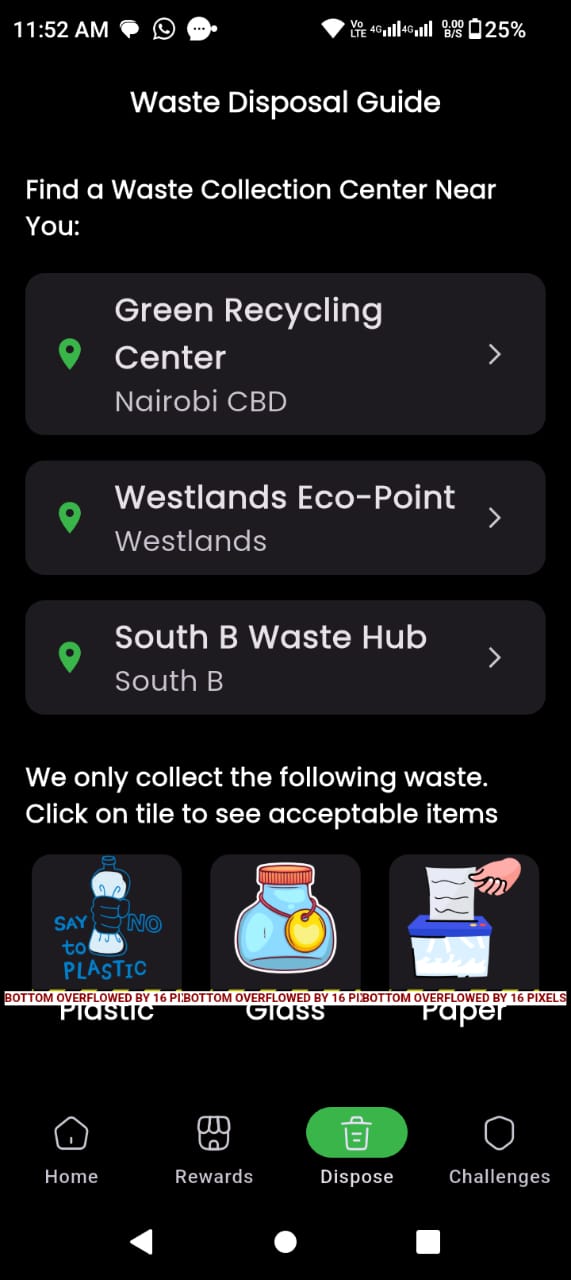 11:52 AM
Vo LTE 4G 4G 0.00 B/S 25%
Waste Disposal Guide
Find a Waste Collection Center Near
You:
Green Recycling
Center
Nairobi CBD
Westlands Eco-Point
Westlands
South B Waste Hub
South B
We only collect the following waste.
Click on tile to see acceptable items
SAY NO
to
PLASTIC
BOTTOM OVERFLOWED BY 16 PI BOTTOM OVERFLOWED BY 16 PI BOTTOM OVERFLOWED BY 16 PIXELS
Plastic Glass Paper
Home Rewards Dispose Challenges